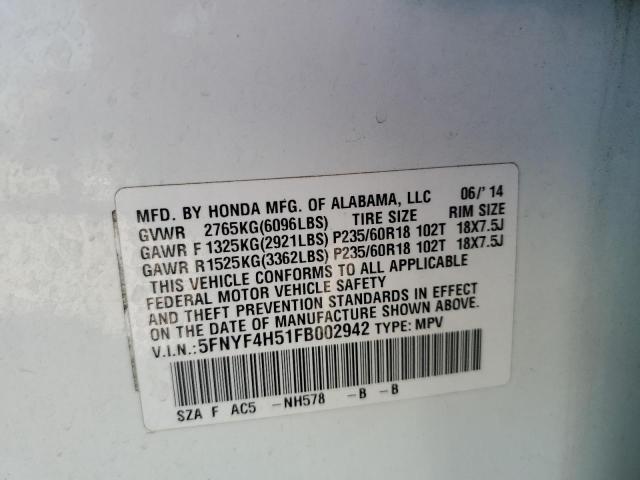 MFD. BY HONDA MFG. OF ALABAMA, LLC 06/'14
GVWR 2765KG(6096LBS) TIRE SIZE RIM SIZE
GAWR F 1325KG(2921LBS) P235/60R18 102T 18X7.5J
GAWR R1525KG(3362LBS) P235/60R18 102T 18X7.5J
THIS VEHICLE CONFORMS TO ALL APPLICABLE
FEDERAL MOTOR VEHICLE SAFETY
AND THEFT PREVENTION STANDARDS IN EFFECT
ON THE DATE OF MANUFACTURE SHOWN ABOVE.
V.I.N.:5FNYF4H51FB002942 TYPE: MPV
SZA F AC5 -NH578 -B -B